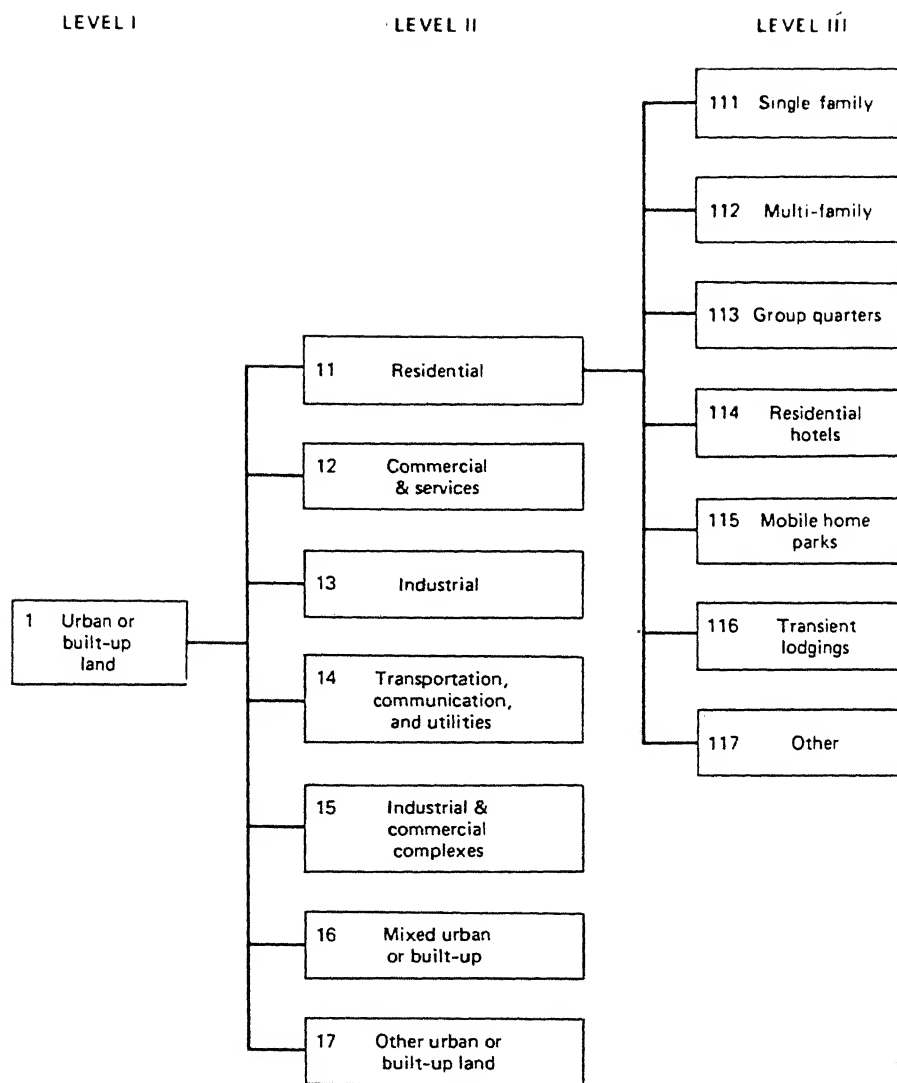 LEVEL I
LEVEL II
LEVEL III
1 Urban or
built-up
land
11 Residential
12 Commercial
& services
13 Industrial
14 Transportation,
communication,
and utilities
15 Industrial &
commercial
complexes
16 Mixed urban
or built-up
17 Other urban or
built-up land
111 Single family
112 Multi-family
113 Group quarters
114 Residential
hotels
115 Mobile home
parks
116 Transient
lodgings
117 Other